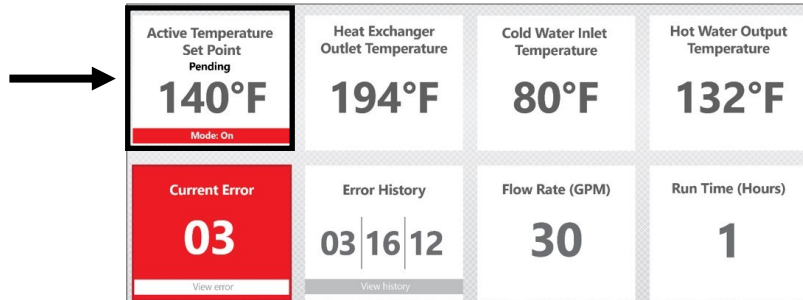 Active Temperature
Set Point
Pending
140°F
Mode: On
Heat Exchanger
Outlet Temperature
194°F
Cold Water Inlet
Temperature
80°F
Hot Water Output
Temperature
132°F
Current Error
03
View error
Error History
03 16 12
View history
Flow Rate (GPM)
30
Run Time (Hours)
1